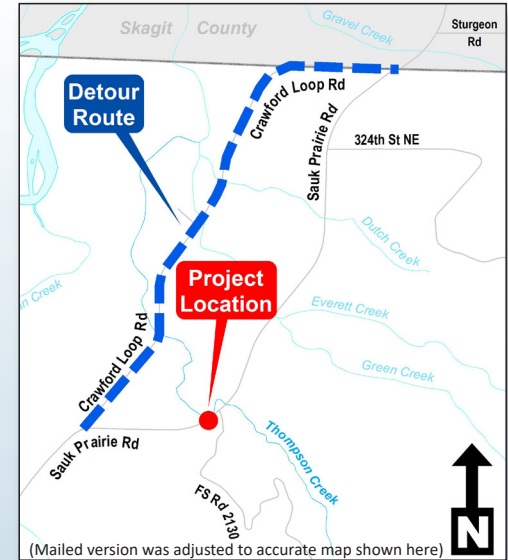 Skagit County
Gravel Creek
Sturgeon
Rd
Detour
Route
Crawford Loop Rd
Sauk Prairie Rd
324th St NE
Dutch Creek
Project
Location
Creek
Everett Creek
Crawford Loop Rd
Green Creek
Sauk Prairie Rd
Thompson Creek
FS Rd 2130
(Mailed version was adjusted to accurate map shown here)
N